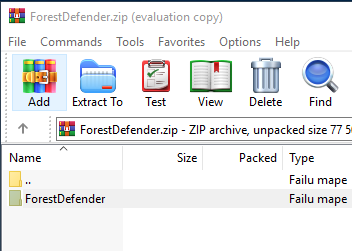 ForestDefender.zip (evaluation copy)
File Commands Tools Favorites Options Help
Add Extract To Test View Delete Find
ForestDefender.zip - ZIP archive, unpacked size 77 50
Name Size Packed Type
.. Failu mape
ForestDefender Failu mape